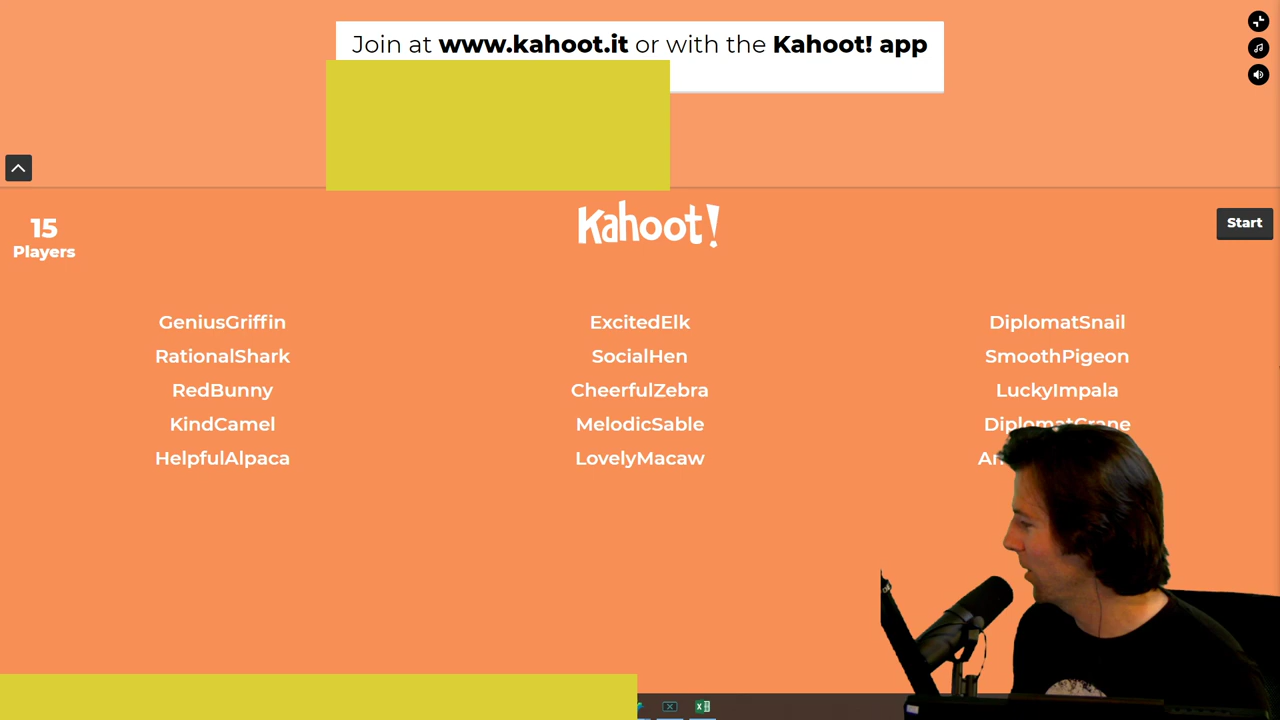 Join at www.kahoot.it or with the Kahoot! app
15
Players
Kahoot!
Start
GeniusGriffin
ExcitedElk
DiplomatSnail
RationalShark
SocialHen
SmoothPigeon
RedBunny
CheerfulZebra
LuckyImpala
KindCamel
MelodicSable
DiplomatCrane
HelpfulAlpaca
LovelyMacaw